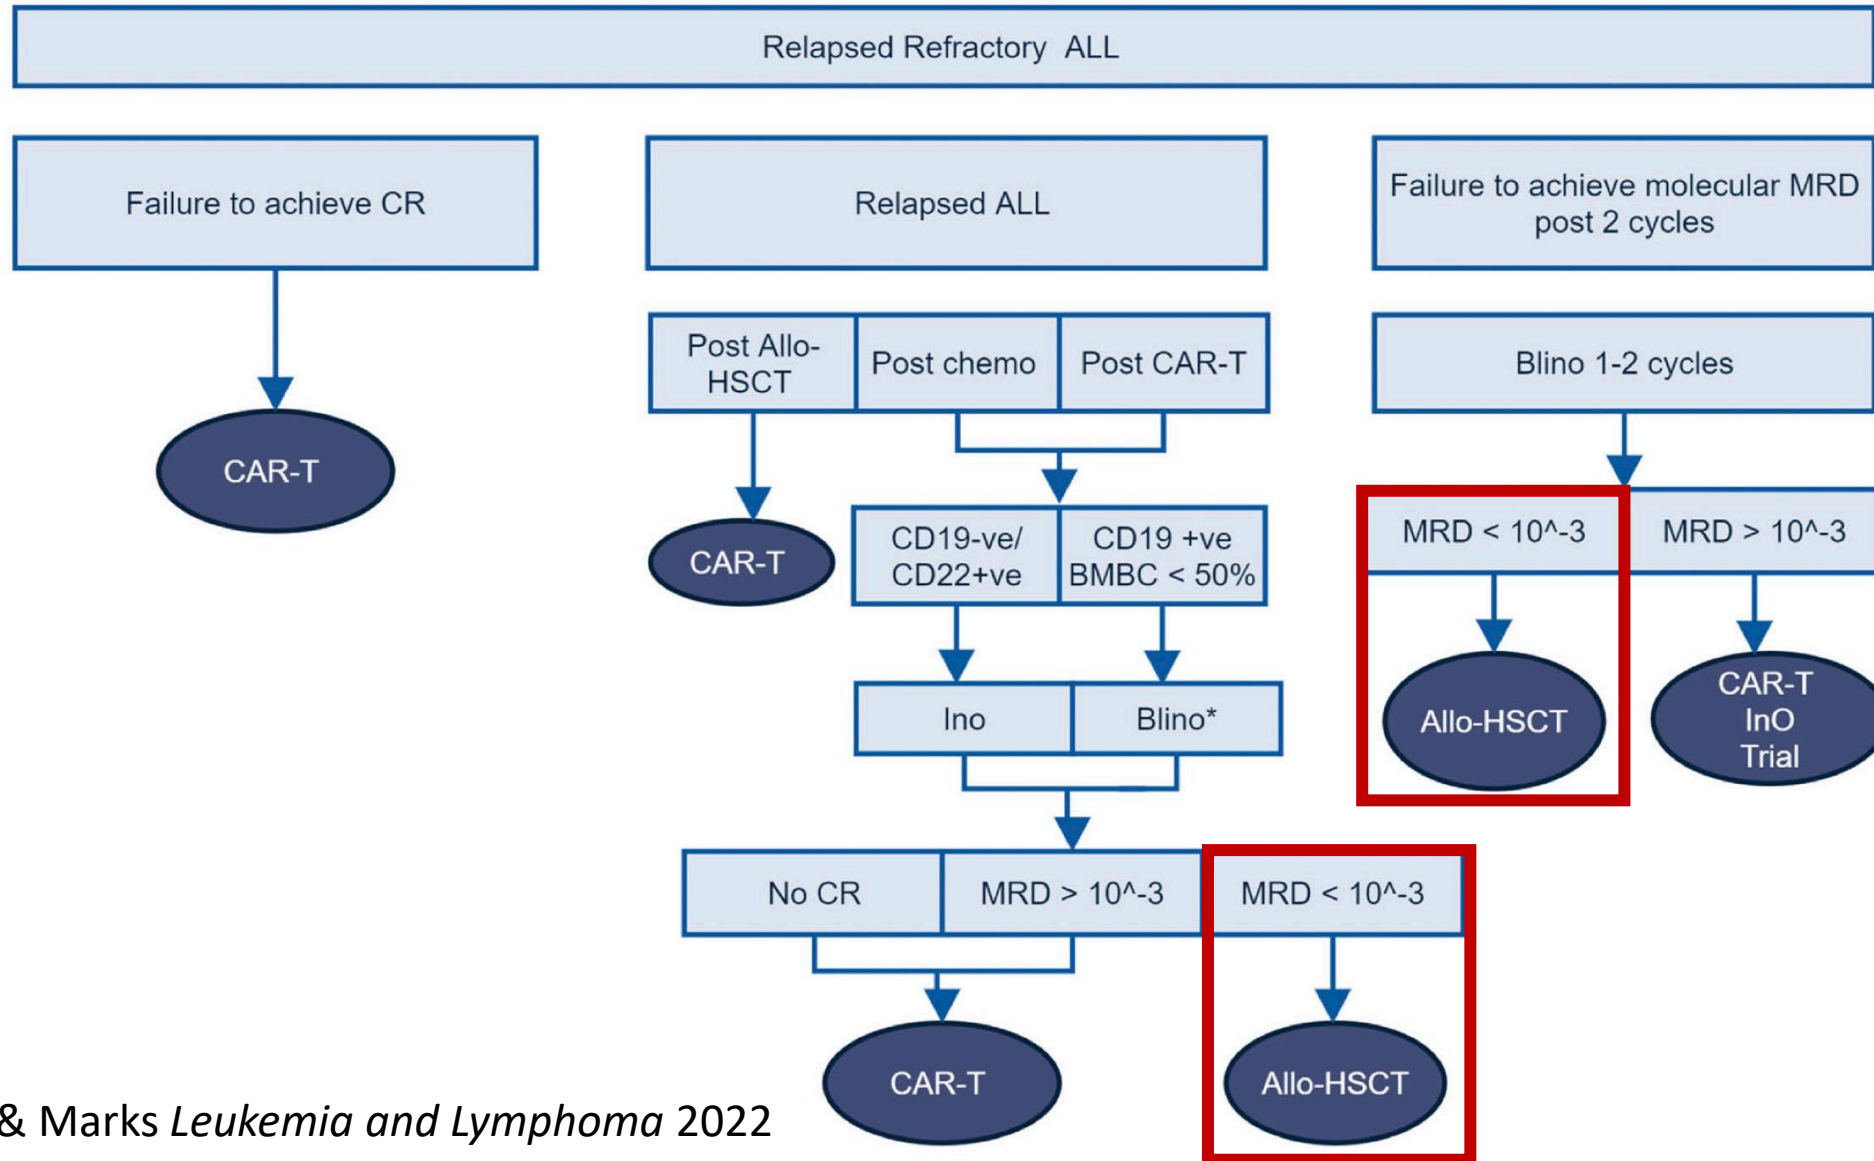 Relapsed Refractory ALL
Failure to achieve CR
Relapsed ALL
Failure to achieve molecular MRD
post 2 cycles
Post Allo-
HSCT
Post chemo
Post CAR-T
Blino 1-2 cycles
CAR-T
CAR-T
CD19-ve/
CD22+ve
CD19 +ve
BMBC < 50%
MRD < 10^-3
MRD > 10^-3
Ino
Blino*
Allo-HSCT
CAR-T
InO
Trial
No CR
MRD > 10^-3
MRD < 10^-3
CAR-T
Allo-HSCT
& Marks Leukemia and Lymphoma 2022